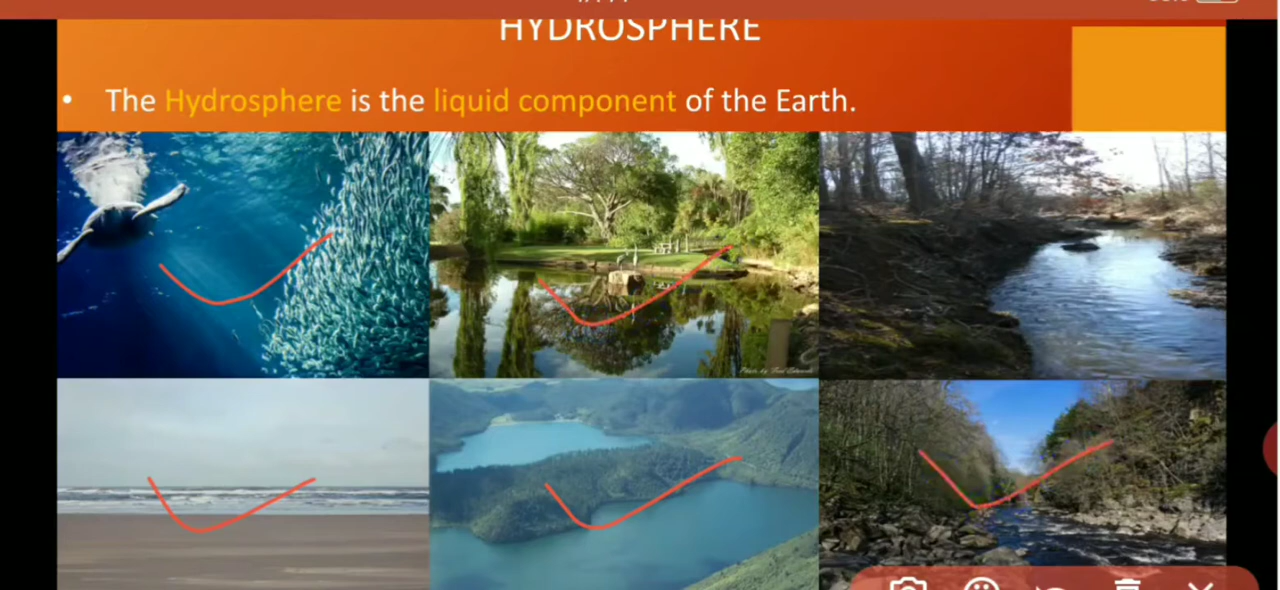 HYDROSPHERE
• The Hydrosphere is the liquid component of the Earth.